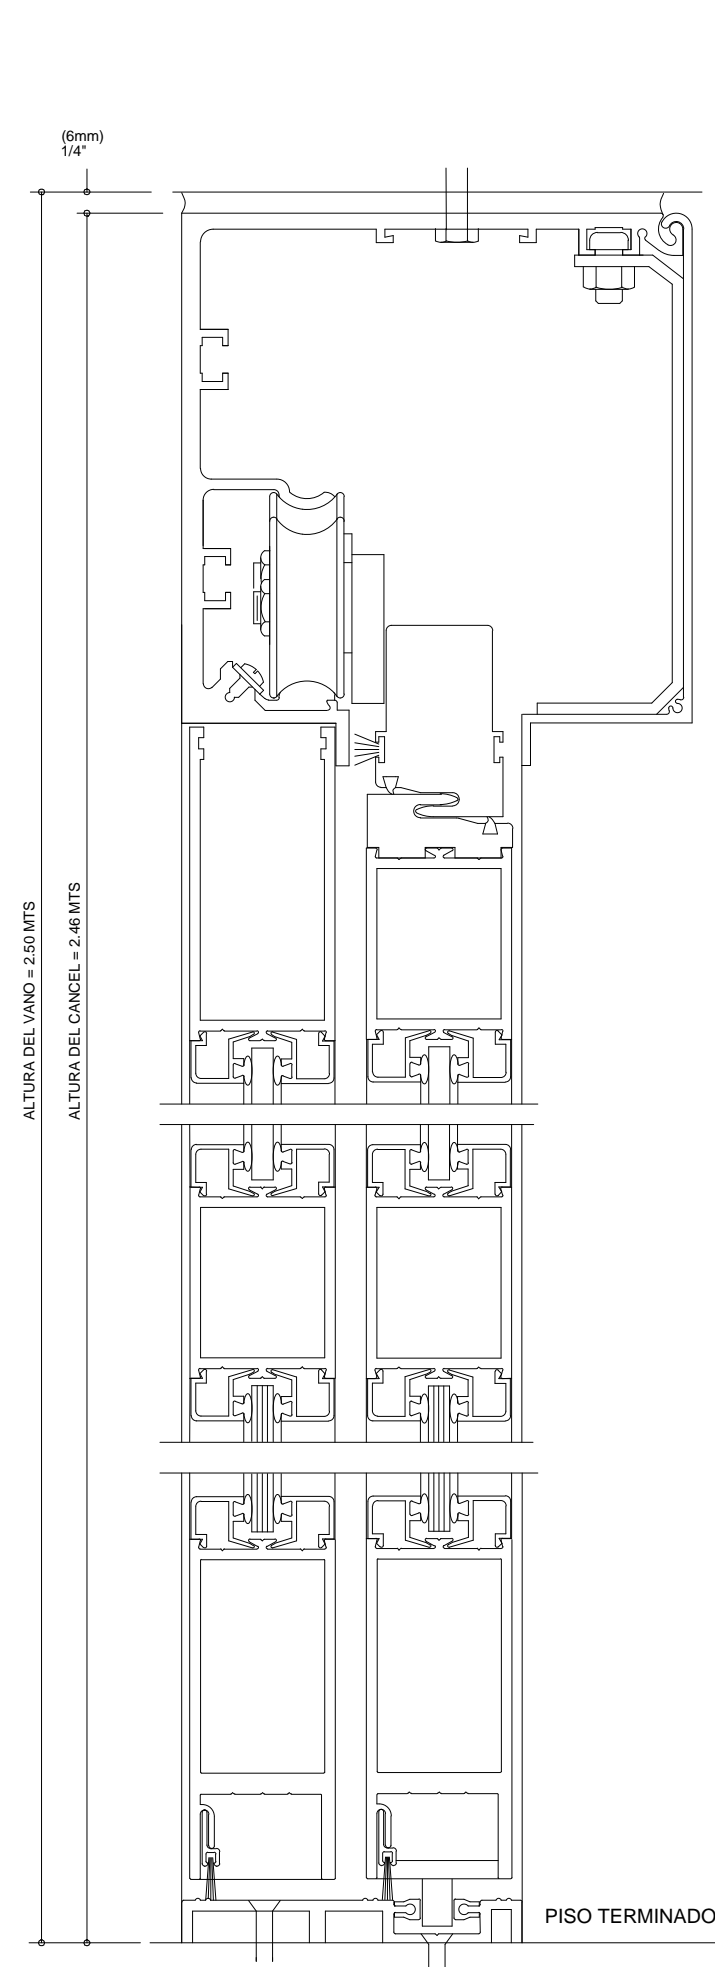 (6mm)
1/4"
ALTURA DEL VANO = 2.50 MTS
ALTURA DEL CANCEL = 2.46 MTS
PISO TERMINADO